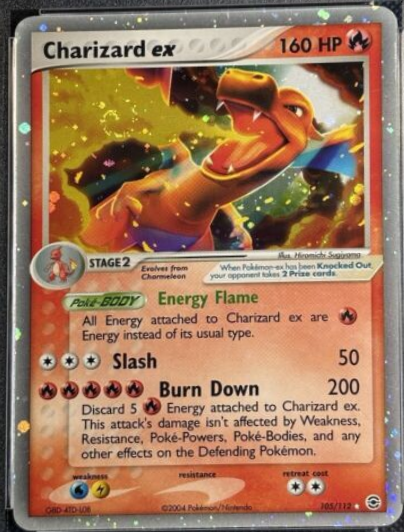 Charizard ex 160 HP
Illus. Hiromichi Sugiyama
STAGE 2
Evolves from
Charmeleon
When Pokémon-ex has been Knocked Out,
your opponent takes 2 Prize cards.
Poké-BODY Energy Flame
All Energy attached to Charizard ex are
Energy instead of its usual type.
Slash 50
Burn Down 200
Discard 5 Energy attached to Charizard ex.
This attack's damage isn't affected by Weakness,
Resistance, Poké-Powers, Poké-Bodies, and any
other effects on the Defending Pokémon.
weakness resistance retreat cost
©2004 Pokémon/Nintendo 105/112